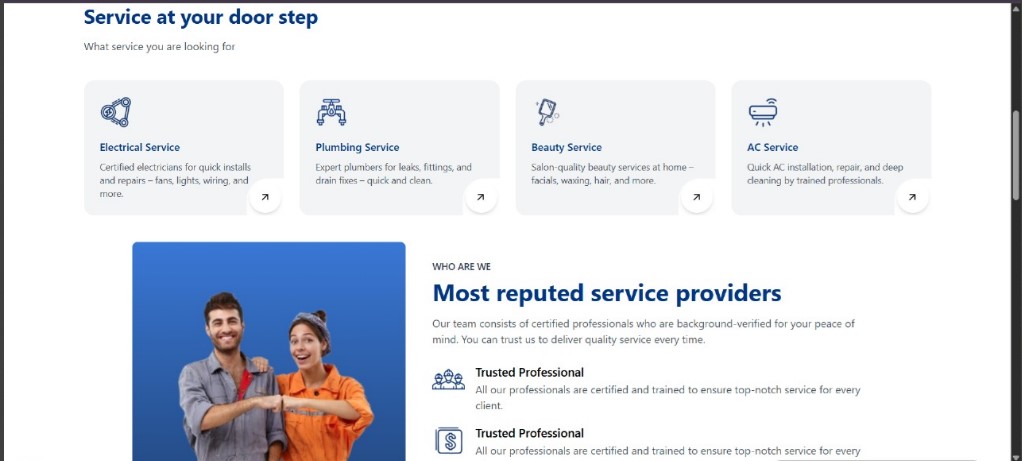 Service at your door step
What service you are looking for
Electrical Service
Certified electricians for quick installs
and repairs – fans, lights, wiring, and
more.
Plumbing Service
Expert plumbers for leaks, fittings, and
drain fixes – quick and clean.
Beauty Service
Salon-quality beauty services at home –
facials, waxing, hair, and more.
AC Service
Quick AC installation, repair, and deep
cleaning by trained professionals.
WHO ARE WE
Most reputed service providers
Our team consists of certified professionals who are background-verified for your peace of
mind. You can trust us to deliver quality service every time.
Trusted Professional
All our professionals are certified and trained to ensure top-notch service for every
client.
Trusted Professional
All our professionals are certified and trained to ensure top-notch service for every